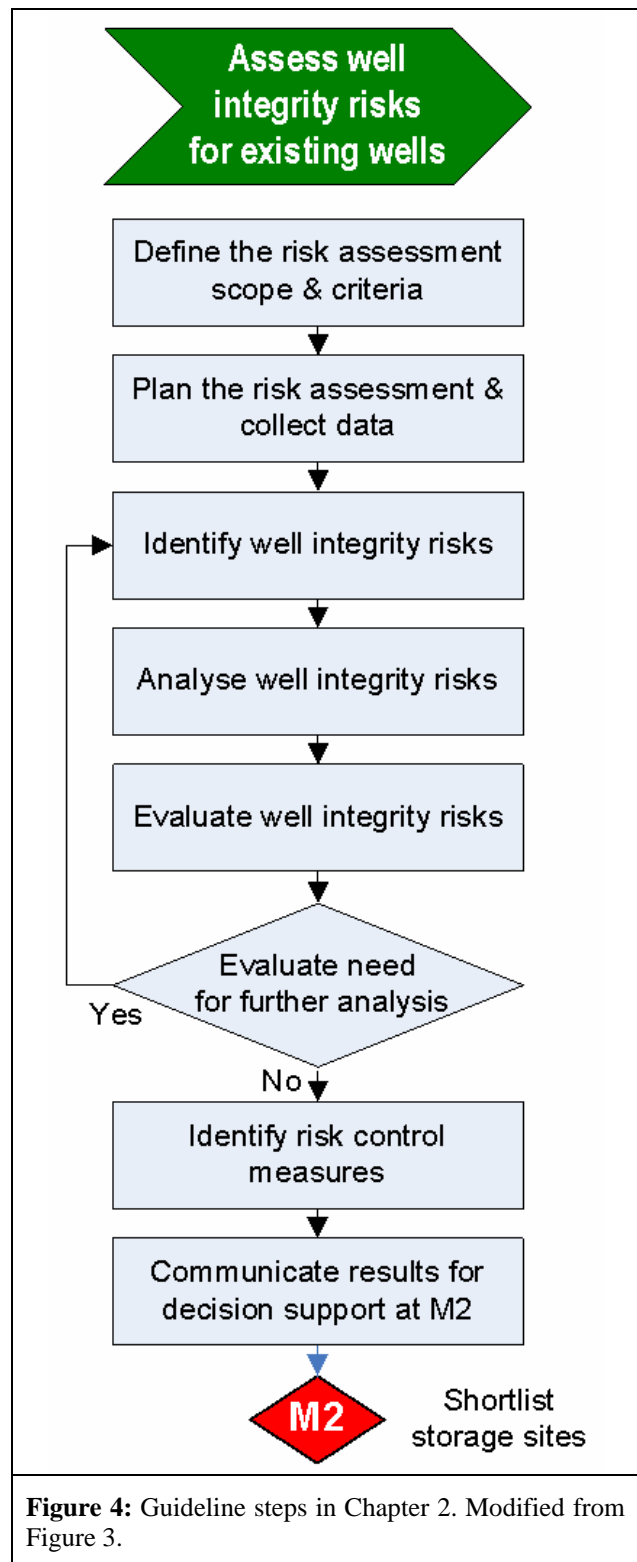 Assess well
integrity risks
for existing wells
Define the risk assessment
scope & criteria
Plan the risk assessment &
collect data
Identify well integrity risks
Analyse well integrity risks
Evaluate well integrity risks
Evaluate need
for further analysis
Yes
No
Identify risk control
measures
Communicate results for
decision support at M2
M2
Shortlist
storage sites
Figure 4: Guideline steps in Chapter 2. Modified from
Figure 3.